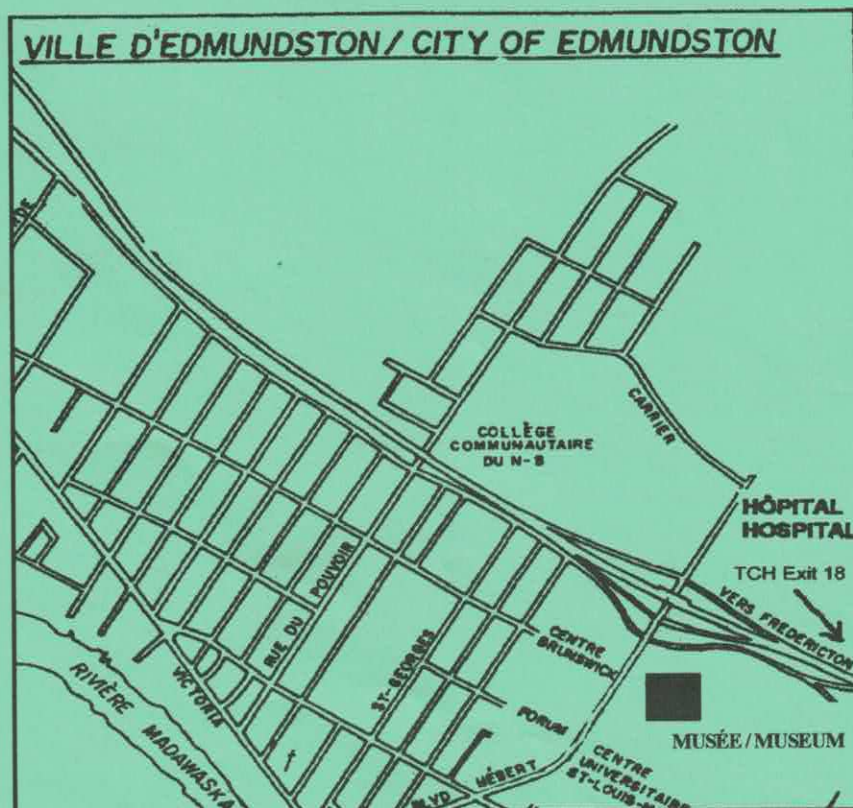 VILLE D'EDMUNDSTON / CITY OF EDMUNDSTON
CARRIER
COLLÈGE
COMMUNAUTAIRE
DU N-B
HÔPITAL
HOSPITAL
TCH Exit 18
VERS FREDERICTON
RUE DU POUVOIR
CENTRE
BRUNSWICK
ST-GEORGES
VICTORIA
RIVIÈRE MADAWASKA
FORUM
MUSÉE / MUSEUM
HÉBERT
CENTRE
UNIVERSITAIRE